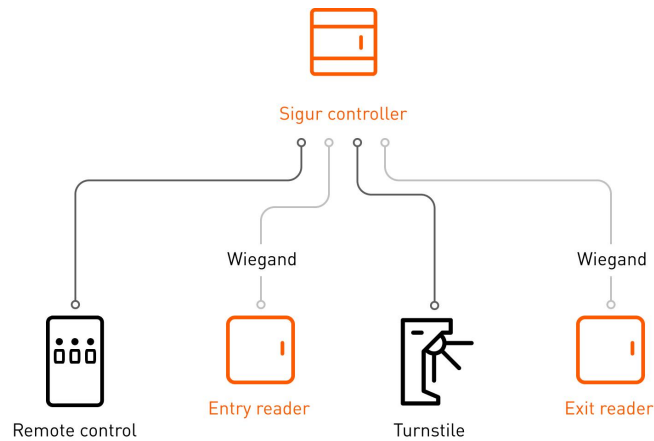 Sigur controller
Wiegand
Wiegand
Remote control
Entry reader
Turnstile
Exit reader